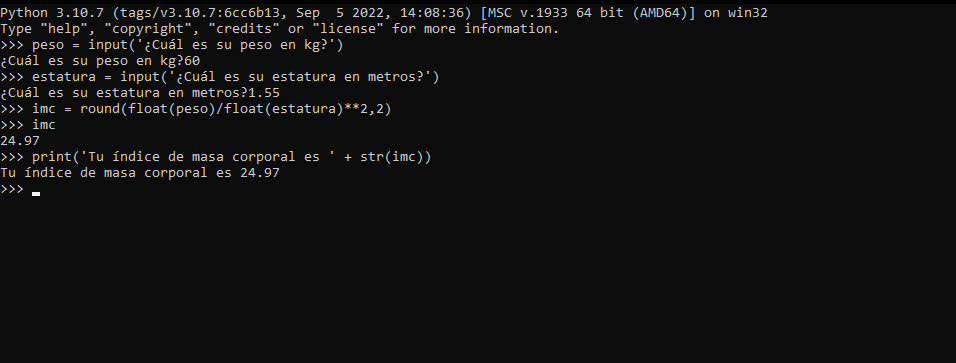 Python 3.10.7 (tags/v3.10.7:6cc6b13, Sep  5 2022, 14:08:36) [MSC v.1933 64 bit (AMD64)] on win32
Type "help", "copyright", "credits" or "license" for more information.
>>> peso = input('¿Cuál es su peso en kg?')
¿Cuál es su peso en kg?60
>>> estatura = input('¿Cuál es su estatura en metros?')
¿Cuál es su estatura en metros?1.55
>>> imc = round(float(peso)/float(estatura)**2,2)
>>> imc
24.97
>>> print('Tu índice de masa corporal es ' + str(imc))
Tu índice de masa corporal es 24.97
>>>